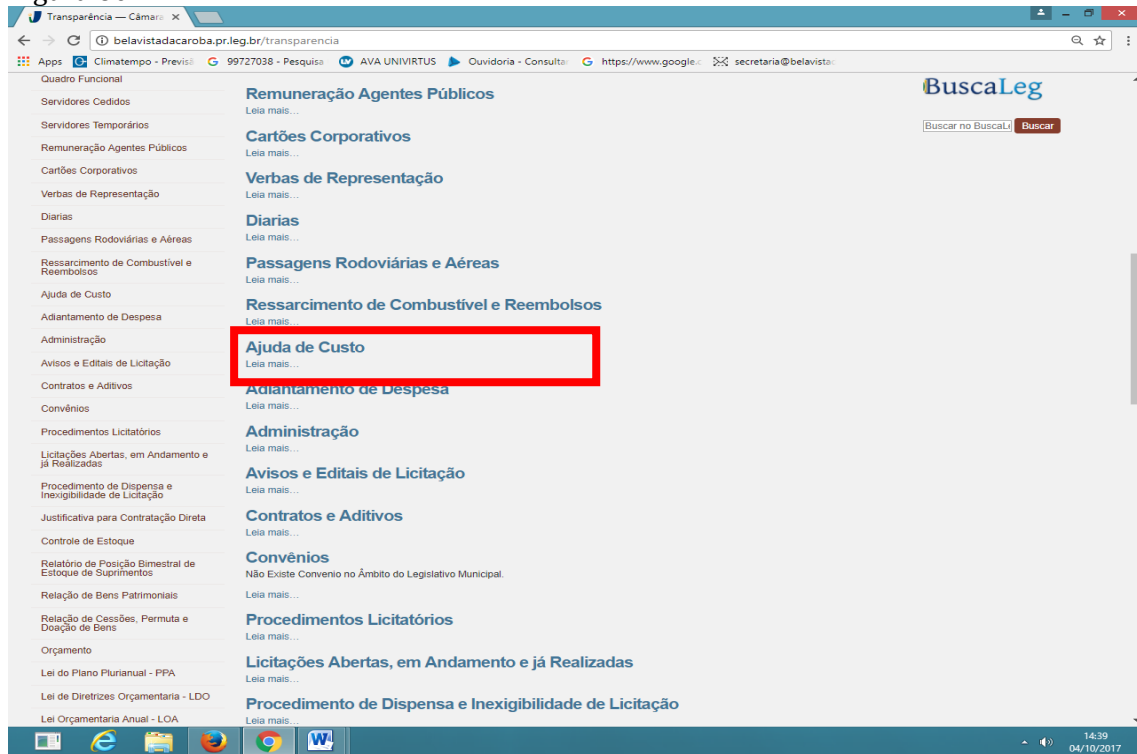 Transparência — Câmara
belavistadacaroba.pr.leg.br/transparencia
Apps Climatempo - Previsã 99727038 - Pesquisa AVA UNIVIRTUS Ouvidoria - Consulta https://www.google.c secretaria@belavista
Quadro Funcional
Servidores Cedidos
Servidores Temporários
Remuneração Agentes Públicos
Cartões Corporativos
Verbas de Representação
Diarias
Passagens Rodoviárias e Aéreas
Ressarcimento de Combustível e
Reembolsos
Ajuda de Custo
Adiantamento de Despesa
Administração
Avisos e Editais de Licitação
Contratos e Aditivos
Convênios
Procedimentos Licitatórios
Licitações Abertas, em Andamento e
já Realizadas
Procedimento de Dispensa e
Inexigibilidade de Licitação
Justificativa para Contratação Direta
Controle de Estoque
Relatório de Posição Bimestral de
Estoque de Suprimentos
Relação de Bens Patrimoniais
Relação de Cessões, Permuta e
Doação de Bens
Orçamento
Lei do Plano Plurianual - PPA
Lei de Diretrizes Orçamentaria - LDO
Lei Orçamentaria Anual - LOA
Remuneração Agentes Públicos
Leia mais…
Cartões Corporativos
Leia mais…
Verbas de Representação
Leia mais…
Diarias
Leia mais…
Passagens Rodoviárias e Aéreas
Leia mais…
Ressarcimento de Combustível e Reembolsos
Leia mais…
Ajuda de Custo
Leia mais…
Adiantamento de Despesa
Leia mais…
Administração
Leia mais…
Avisos e Editais de Licitação
Leia mais…
Contratos e Aditivos
Leia mais…
Convênios
Não Existe Convenio no Âmbito do Legislativo Municipal.
Leia mais…
Procedimentos Licitatórios
Leia mais…
Licitações Abertas, em Andamento e já Realizadas
Leia mais…
Procedimento de Dispensa e Inexigibilidade de Licitação
Leia mais…
BuscaLeg
Buscar no BuscaLe Buscar
14:39
04/10/2017